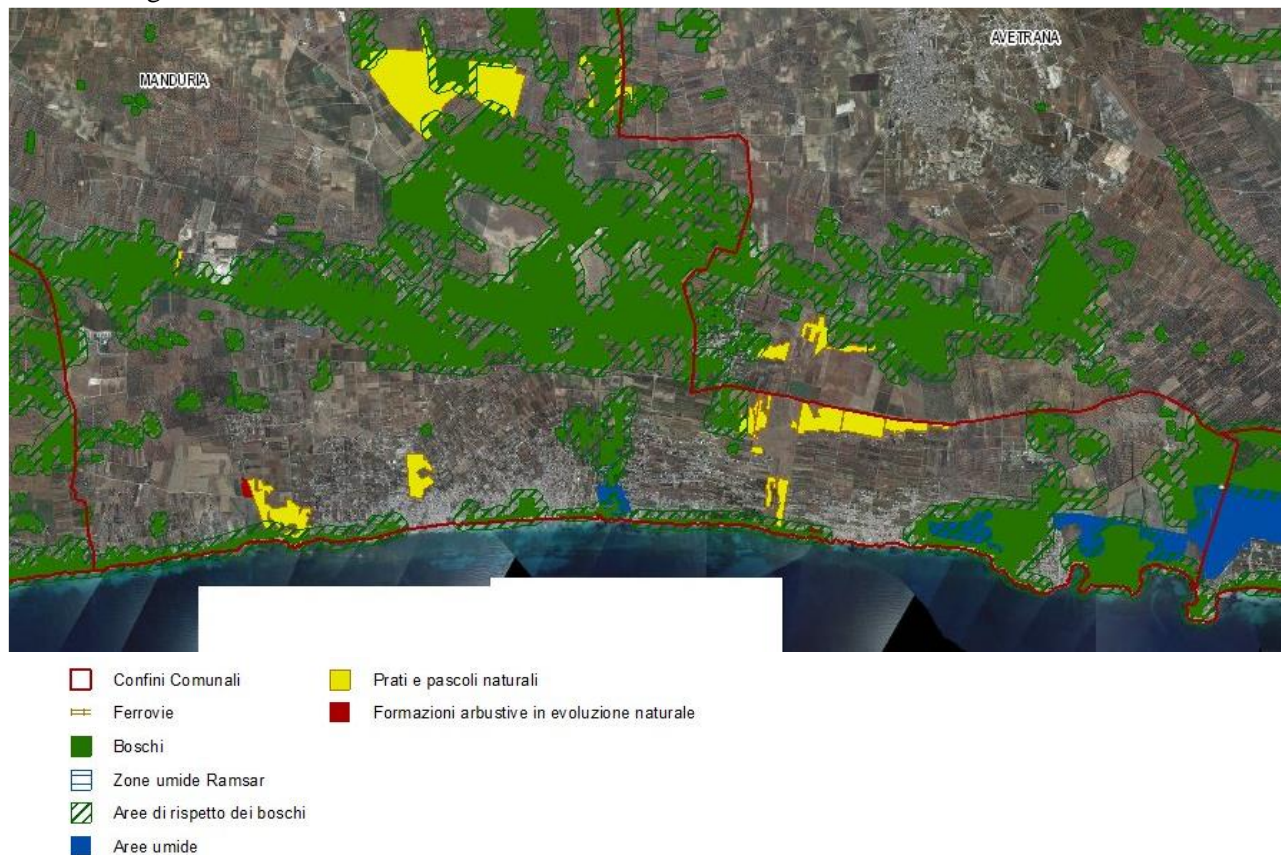 AVETRANA
MANDURIA
Confini Comunali
Prati e pascoli naturali
Ferrovie
Formazioni arbustive in evoluzione naturale
Boschi
Zone umide Ramsar
Aree di rispetto dei boschi
Aree umide